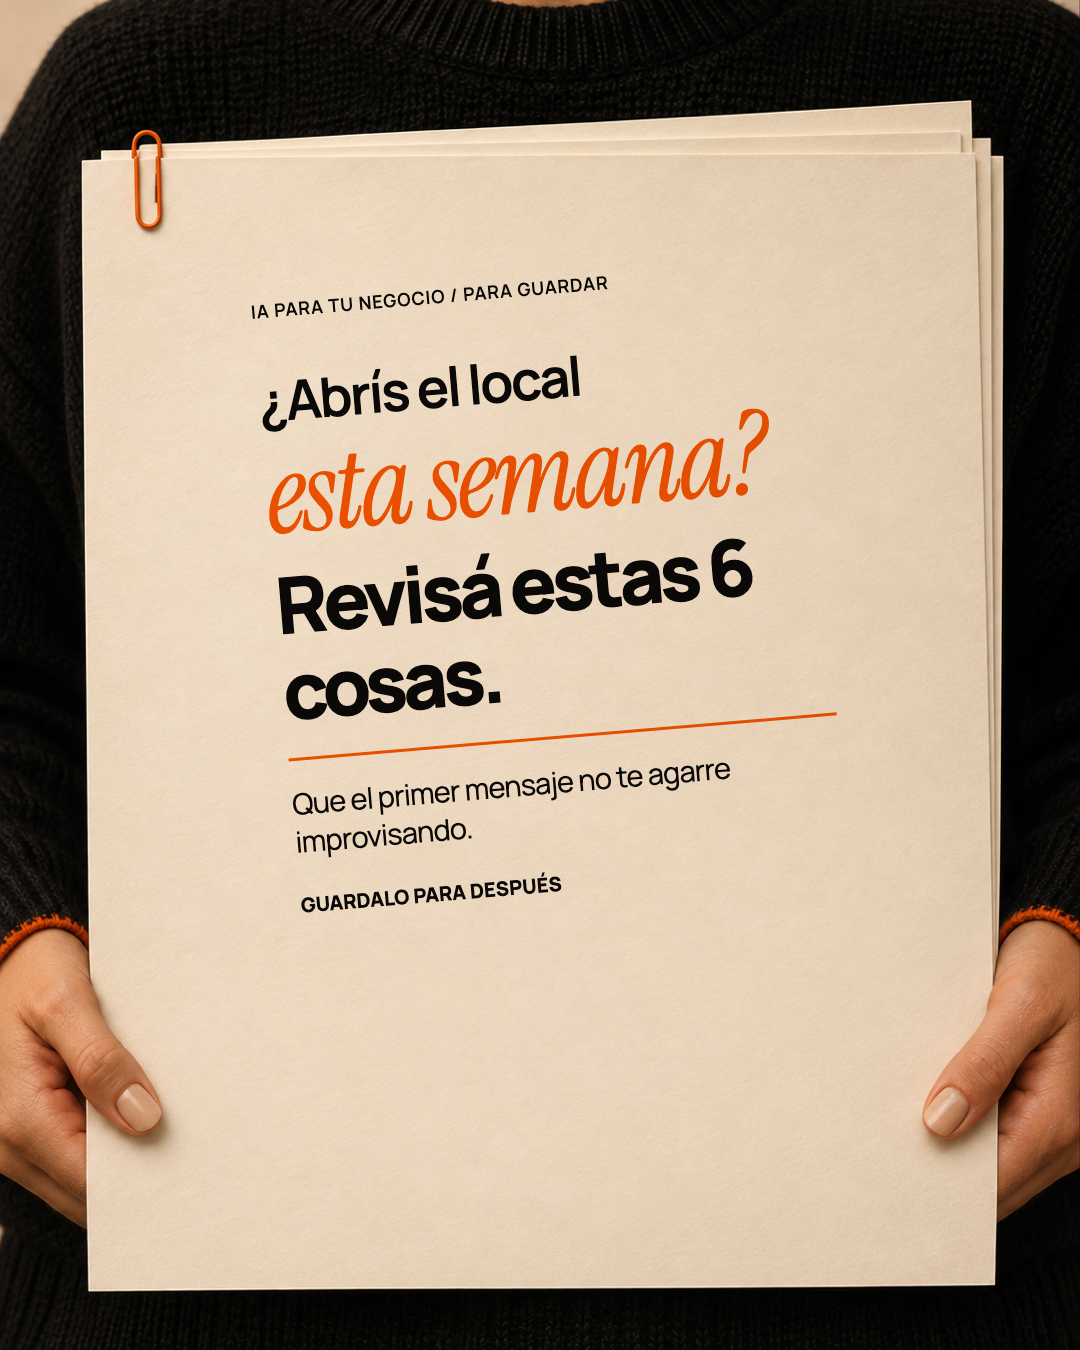 IA PARA TU NEGOCIO / PARA GUARDAR
¿Abrís el local
esta semana?
Revisá estas 6
cosas.
Que el primer mensaje no te agarre
improvisando.
GUARDALO PARA DESPUÉS